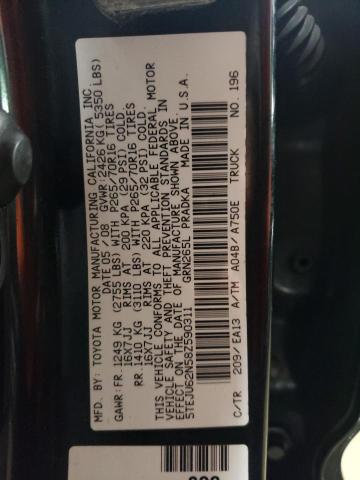 MFD. BY: TOYOTA MOTOR MANUFACTURING CALIFORNIA, INC
DATE 05 / 08 GVWR: 2426 KG ( 5350 LBS)
GAWR: FR. 1249 KG (2755 LBS) WITH P265/70R16 TIRES
16X7JJ RIMS AT 200 KPA (29 PSI) COLD
RR. 1410 KG (3110 LBS) WITH P265/70R16 TIRES
16X7JJ RIMS AT 220 KPA (32 PSI) COLD
THIS VEHICLE CONFORMS TO ALL APPLICABLE FEDERAL MOTOR
VEHICLE SAFETY AND THEFT PREVENTION STANDARDS IN
EFFECT ON THE DATE OF MANUFACTURE SHOWN ABOVE.
5TEJU62N58Z590311 GRN265L PRADKA MADE IN U.S.A.
C/TR 209/EA13 A/TM A04B/A750E TRUCK NO. 196